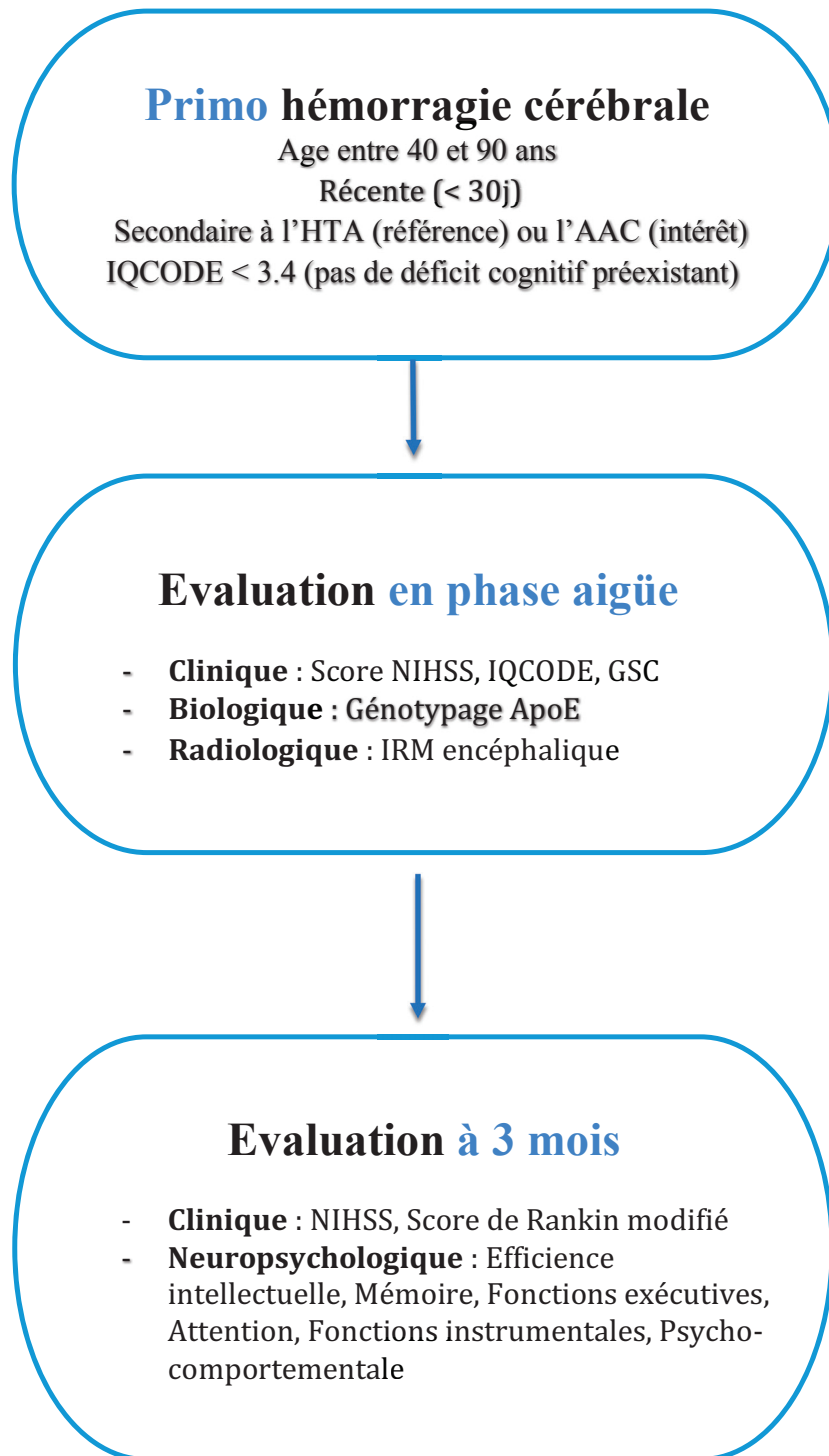 Primo hémorragie cérébrale
Age entre 40 et 90 ans
Récente (< 30j)
Secondaire à l’HTA (référence) ou l’AAC (intérêt)
IQCODE < 3.4 (pas de déficit cognitif préexistant)
Evaluation en phase aigüe
- Clinique : Score NIHSS, IQCODE, GSC
- Biologique : Génotypage ApoE
- Radiologique : IRM encéphalique
Evaluation à 3 mois
- Clinique : NIHSS, Score de Rankin modifié
- Neuropsychologique : Efficience
intellectuelle, Mémoire, Fonctions exécutives,
Attention, Fonctions instrumentales, Psycho-
comportementale